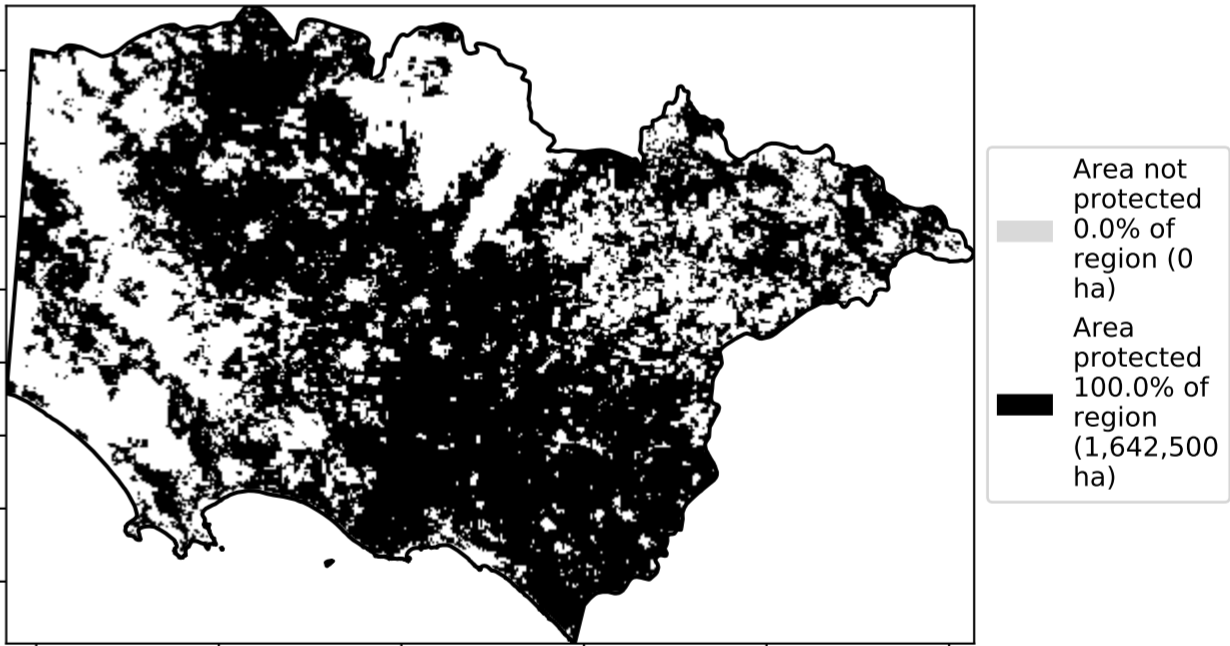 Area not
protected
0.0% of
region (0
ha)
Area
protected
100.0% of
region
(1,642,500
ha)